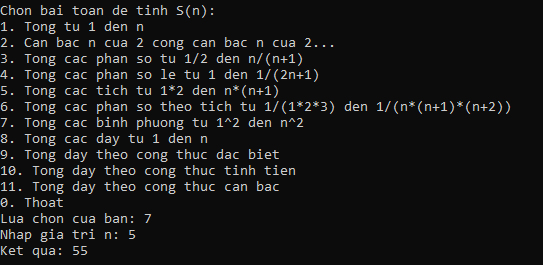 Chon bai toan de tinh S(n):
1. Tong tu 1 den n
2. Can bac n cua 2 cong can bac n cua 2...
3. Tong cac phan so tu 1/2 den n/(n+1)
4. Tong cac phan so le tu 1 den 1/(2n+1)
5. Tong cac tich tu 1*2 den n*(n+1)
6. Tong cac phan so theo tich tu 1/(1*2*3) den 1/(n*(n+1)*(n+2))
7. Tong cac binh phuong tu 1^2 den n^2
8. Tong cac day tu 1 den n
9. Tong day theo cong thuc dac biet
10. Tong day theo cong thuc tinh tien
11. Tong day theo cong thuc can bac
0. Thoat
Lua chon cua ban: 7
Nhap gia tri n: 5
Ket qua: 55